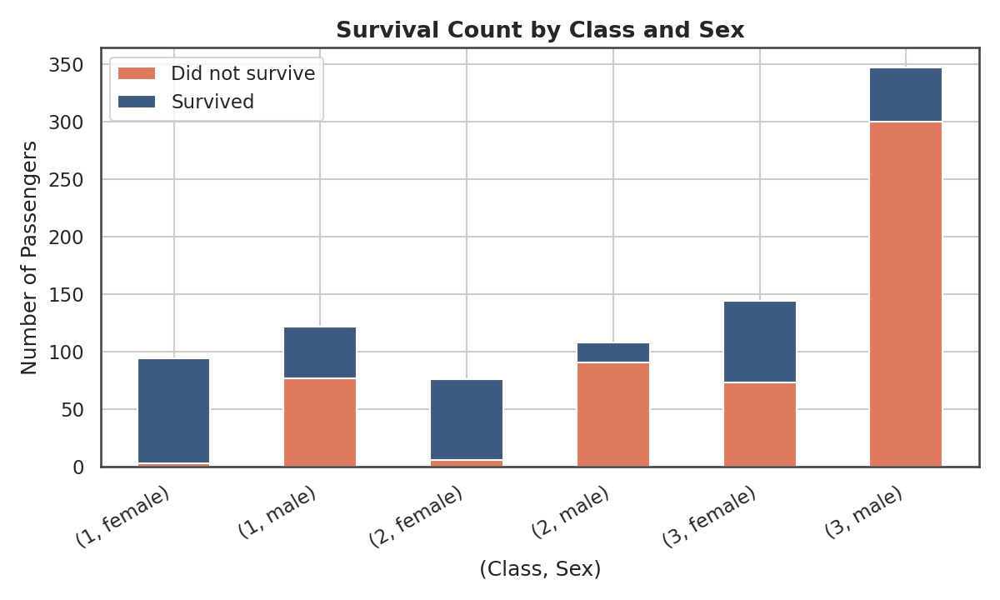 Survival Count by Class and Sex
Did not survive
Survived
Number of Passengers
350
300
250
200
150
100
50
0
(1, female)
(1, male)
(2, female)
(2, male)
(3, female)
(3, male)
(Class, Sex)